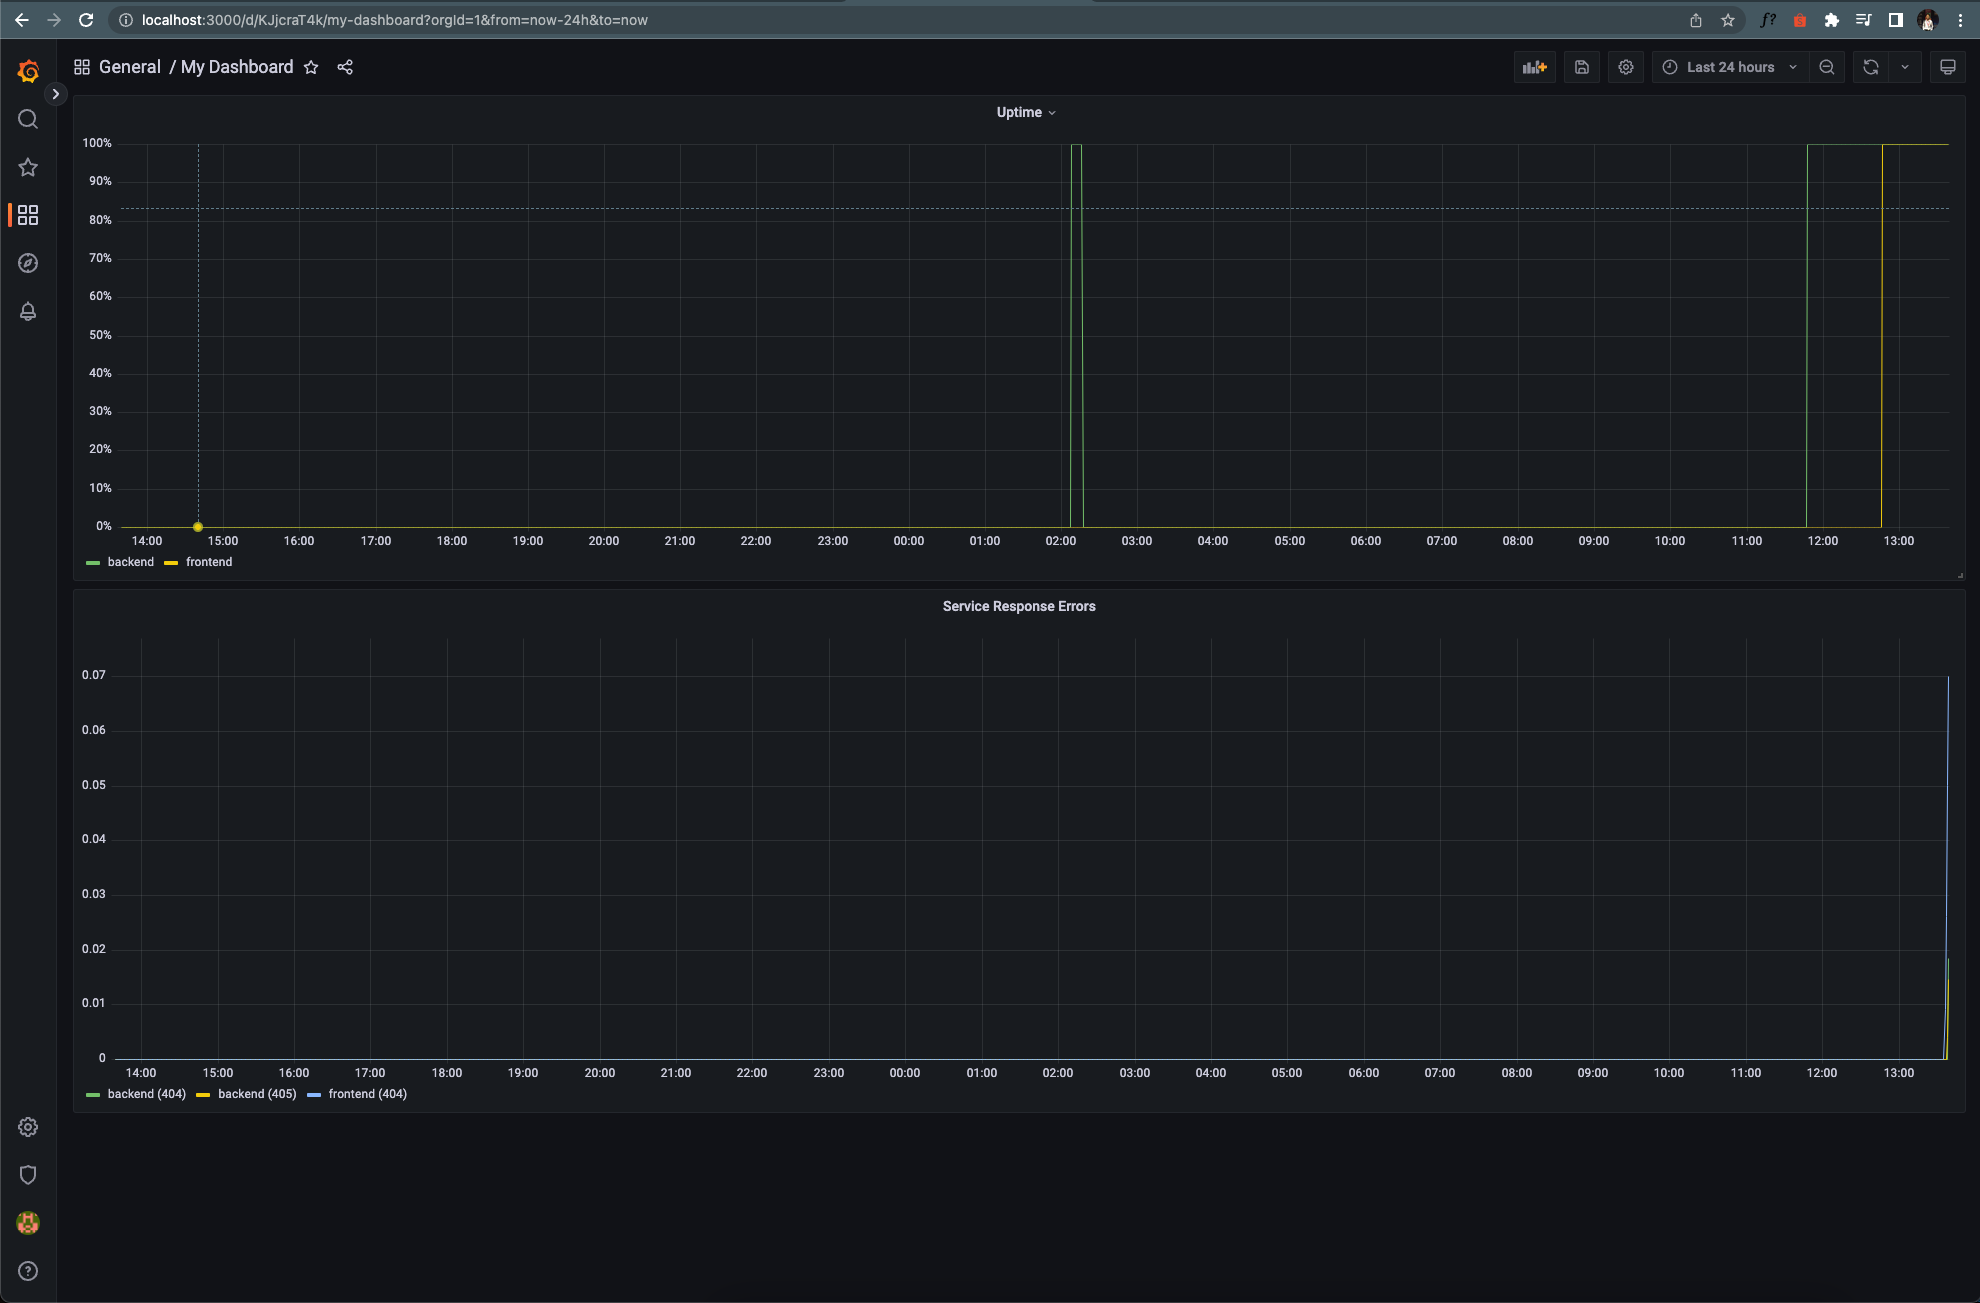 localhost:3000/d/KJjcraT4k/my-dashboard?orgId=1&from=now-24h&to=now
f?
General / My Dashboard
Last 24 hours
Uptime
100%
90%
80%
70%
60%
50%
40%
30%
20%
10%
0%
14:00 15:00 16:00 17:00 18:00 19:00 20:00 21:00 22:00 23:00 00:00 01:00 02:00 03:00 04:00 05:00 06:00 07:00 08:00 09:00 10:00 11:00 12:00 13:00
backend frontend
Service Response Errors
0.07
0.06
0.05
0.04
0.03
0.02
0.01
0
14:00 15:00 16:00 17:00 18:00 19:00 20:00 21:00 22:00 23:00 00:00 01:00 02:00 03:00 04:00 05:00 06:00 07:00 08:00 09:00 10:00 11:00 12:00 13:00
backend (404) backend (405) frontend (404)